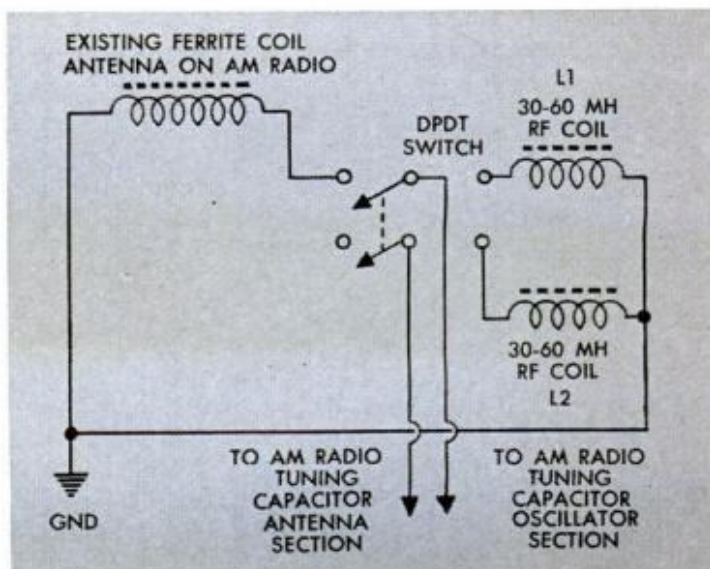 EXISTING FERRITE COIL
ANTENNA ON AM RADIO
L1
30-60 MH
RF COIL
DPDT
SWITCH
30-60 MH
RF COIL
L2
GND
TO AM RADIO
TUNING
CAPACITOR
ANTENNA
SECTION
TO AM RADIO
TUNING
CAPACITOR
OSCILLATOR
SECTION